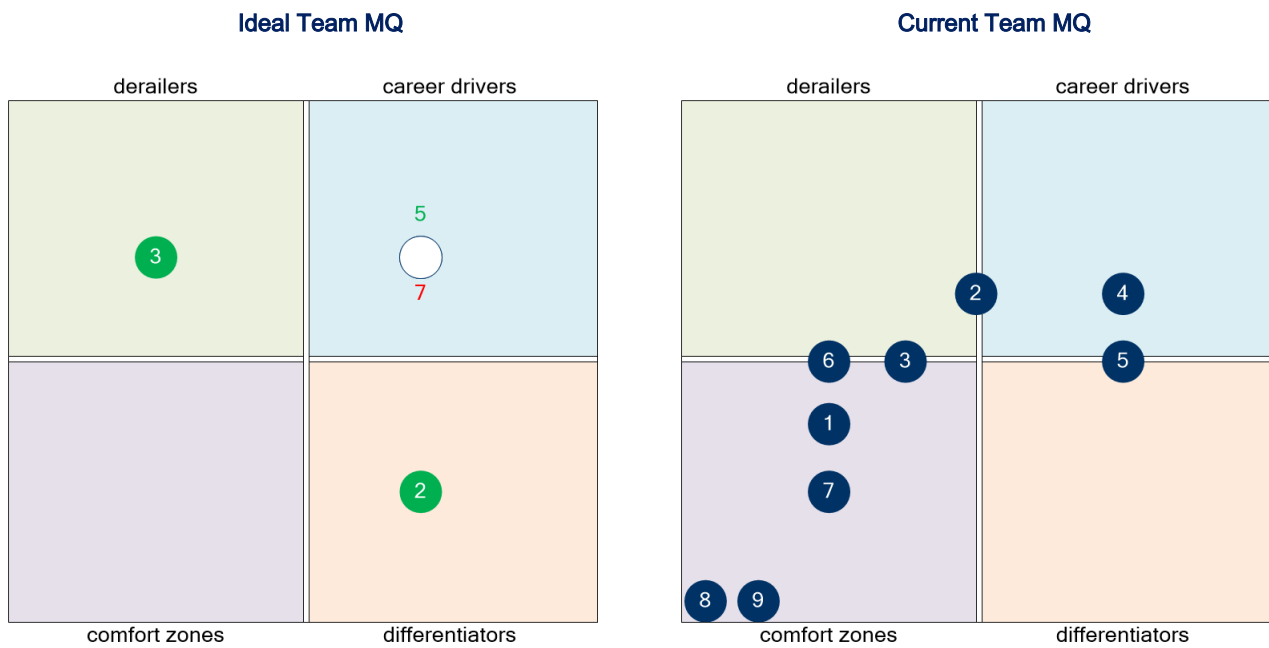 Ideal Team MQ
derailers career drivers
5
3
7
2
comfort zones differentiators
Current Team MQ
derailers career drivers
2 4
6 3 5
1
7
8 9
comfort zones differentiators